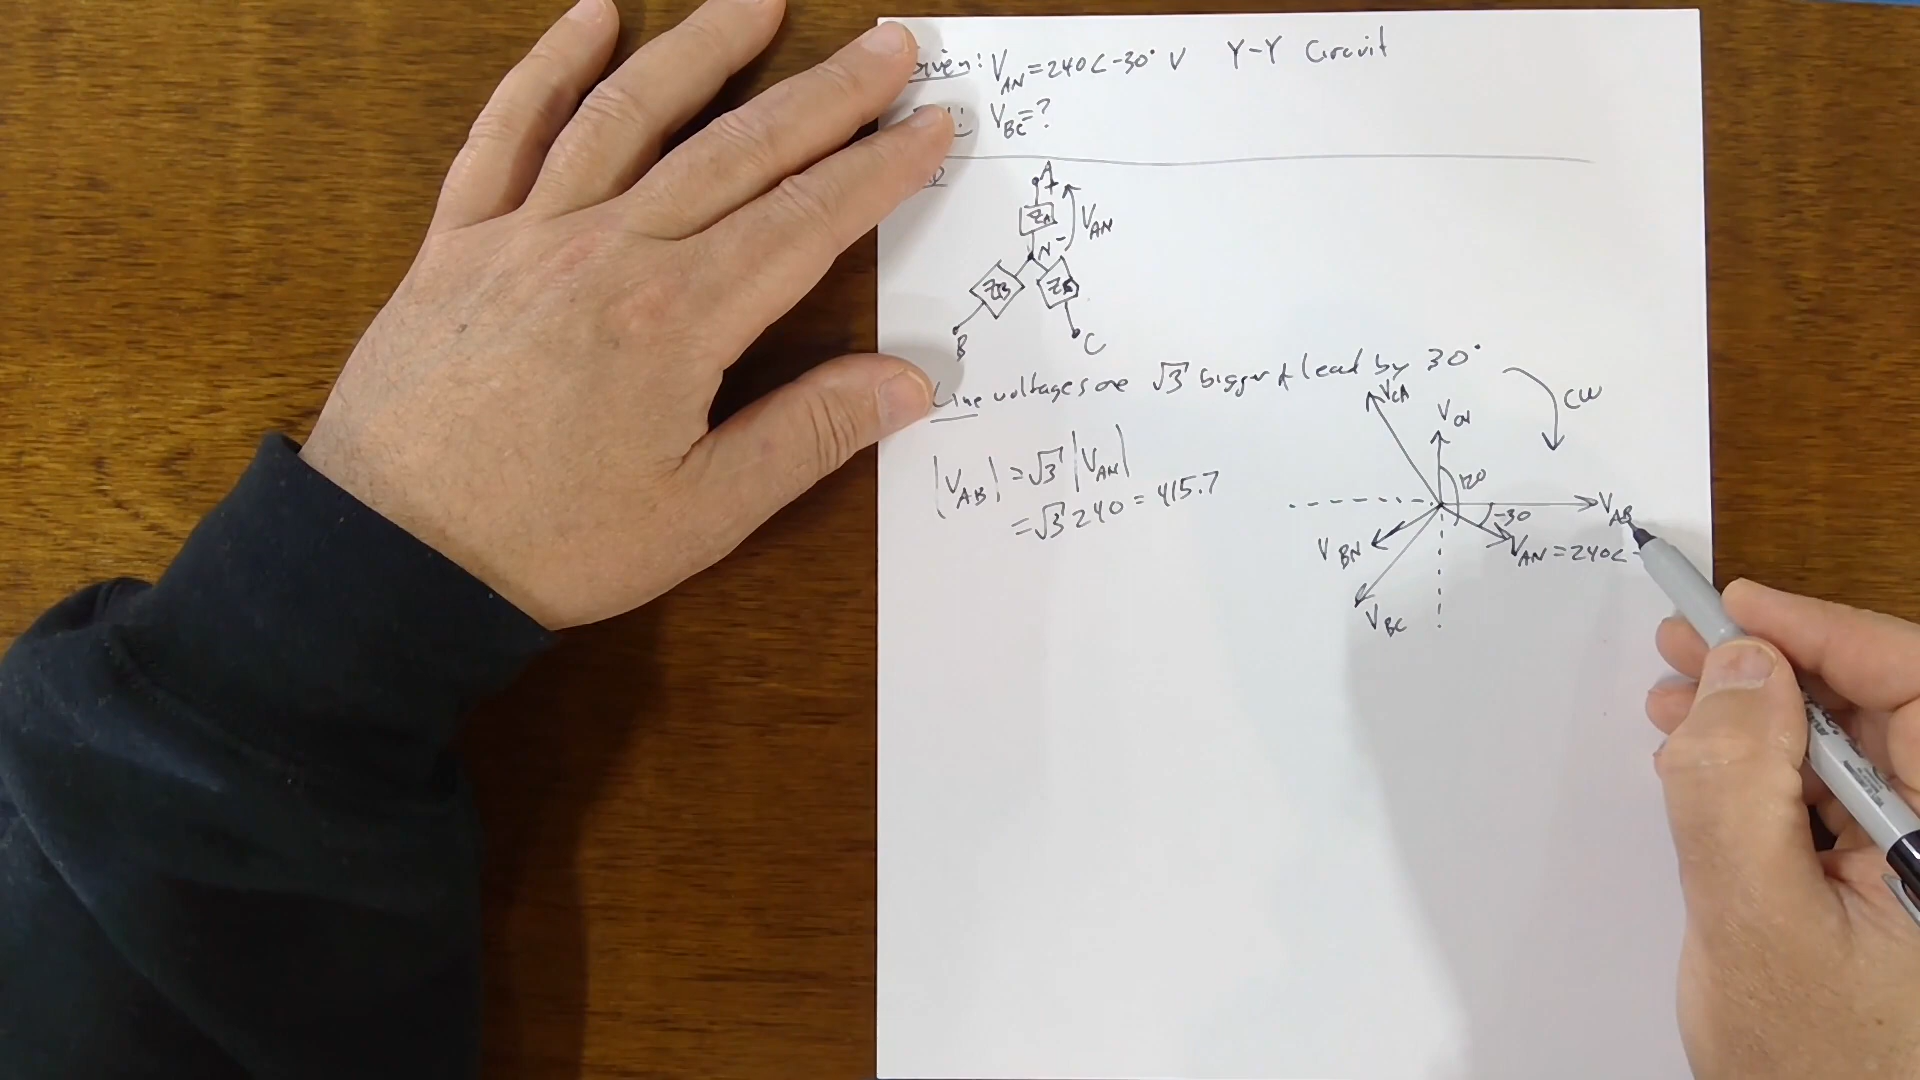 Given: V_AN = 240∠-30° V Y-Y Circuit
V_BC = ?
A
+
Z_A
V_AN
N -
Z_B
B
C
Line voltages are √3 bigger & lead by 30°
CW
V_CA
V_CN
|V_AB| = √3 |V_AN|
= √3 240 = 415.7
120
V_AB
-30
V_BN
V_AN = 240∠-
V_BC